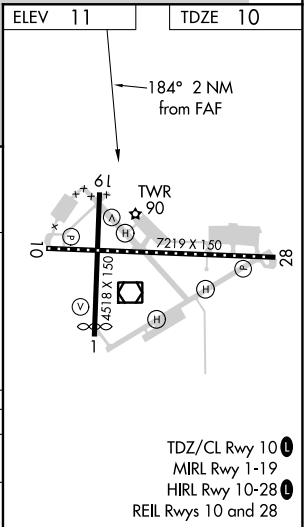 ELEV 11
TDZE 10
184° 2 NM
from FAF
19
TWR
90
V
H
P
10
7219 X 150
28
P
H
4518 X 150
V
H
1
TDZ/CL Rwy 10 L
MIRL Rwy 1-19
HIRL Rwy 10-28 L
REIL Rwys 10 and 28